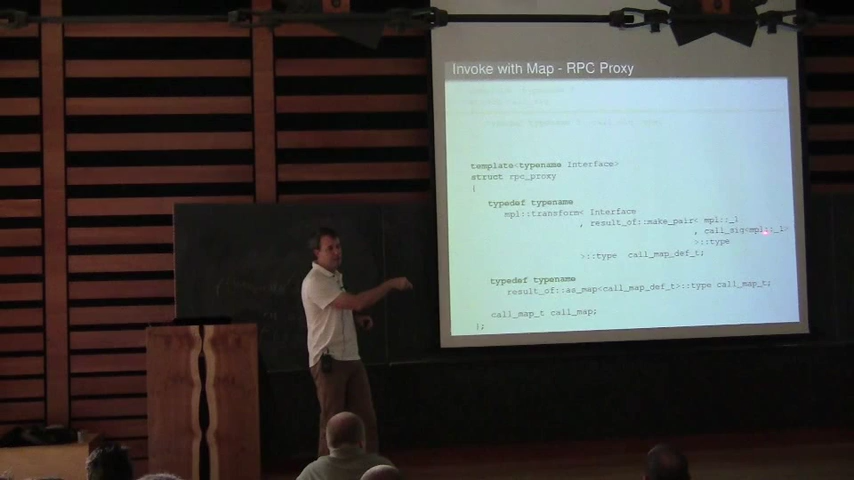 Invoke with Map - RPC Proxy
template<typename Interface>
struct rpc_proxy
{
typedef typename
mpl::transform< Interface
, result_of::make_pair< mpl::_1
, call_sig<mpl::_1>
>::type
>::type call_map_def_t;
typedef typename
result_of::as_map<call_map_def_t>::type call_map_t;
call_map_t call_map;
};